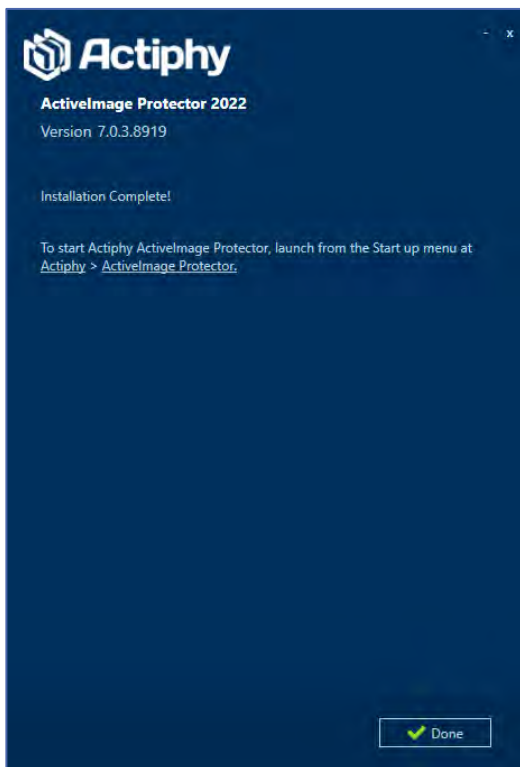 - x
Actiphy
ActiveImage Protector 2022
Version 7.0.3.8919
Installation Complete!
To start Actiphy ActiveImage Protector, launch from the Start up menu at
Actiphy > ActiveImage Protector.
Done